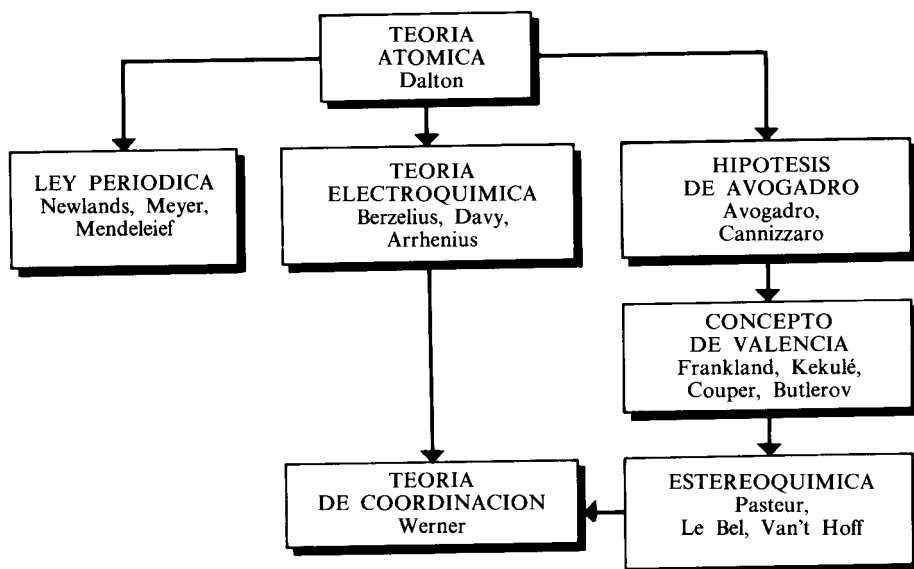 TEORIA
ATOMICA
Dalton
LEY PERIODICA
Newlands, Meyer,
Mendeleief
TEORIA
ELECTROQUIMICA
Berzelius, Davy,
Arrhenius
HIPOTESIS
DE AVOGADRO
Avogadro,
Cannizzaro
CONCEPTO
DE VALENCIA
Frankland, Kekulé,
Couper, Butlerov
TEORIA
DE COORDINACION
Werner
ESTEREOQUIMICA
Pasteur,
Le Bel, Van't Hoff